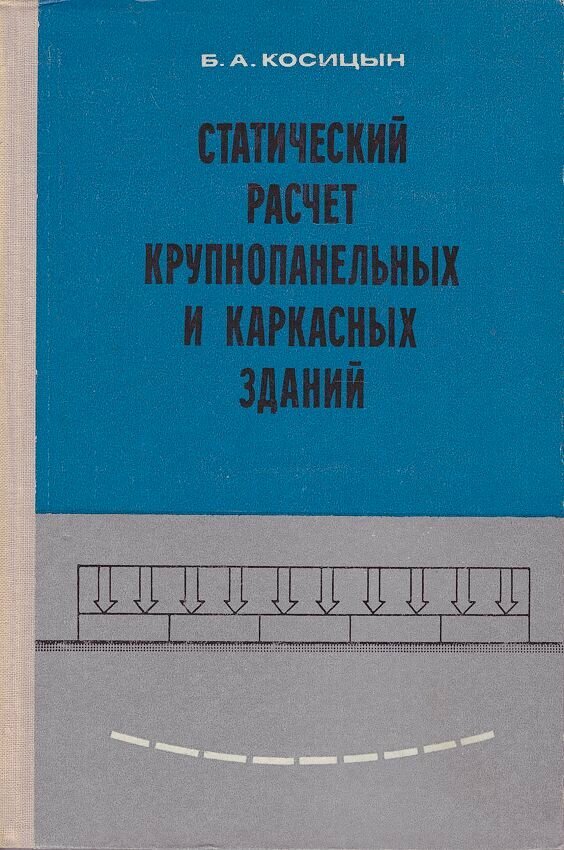 Б. А. КОСИЦЫН
СТАТИЧЕСКИЙ
РАСЧЕТ
КРУПНОПАНЕЛЬНЫХ
И КАРКАСНЫХ
ЗДАНИЙ